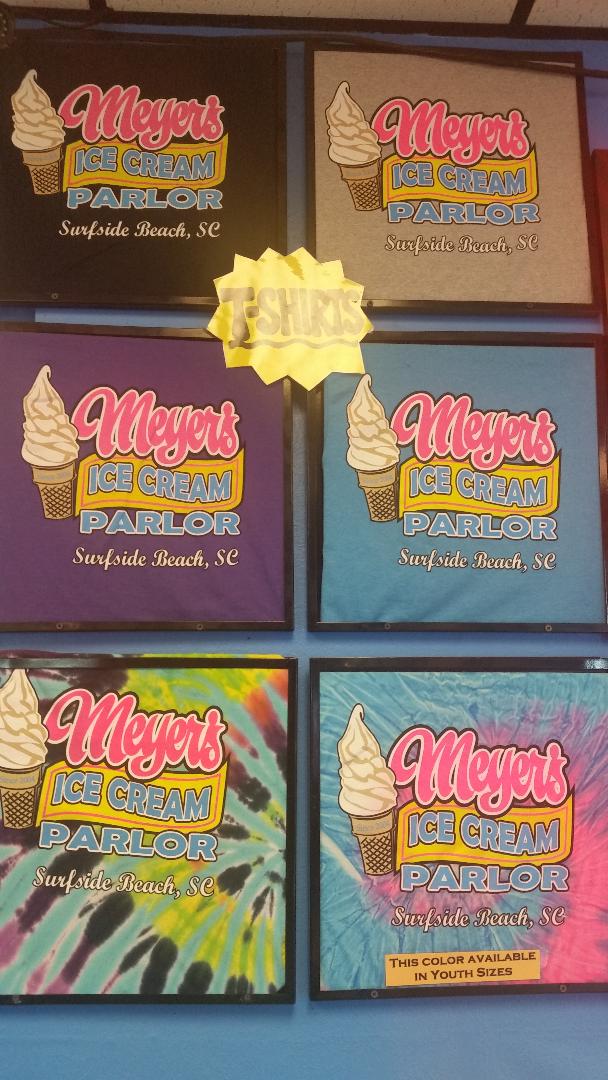 Meyer's
ICE CREAM
PARLOR
Surfside Beach, SC
Meyer's
ICE CREAM
PARLOR
Surfside Beach, SC
T-SHIRTS
Meyer's
ICE CREAM
PARLOR
Surfside Beach, SC
Meyer's
ICE CREAM
PARLOR
Surfside Beach, SC
Meyer's
Since 2004
ICE CREAM
PARLOR
Surfside Beach, SC
Meyer's
ICE CREAM
PARLOR
Surfside Beach, SC
THIS COLOR AVAILABLE
IN YOUTH SIZES